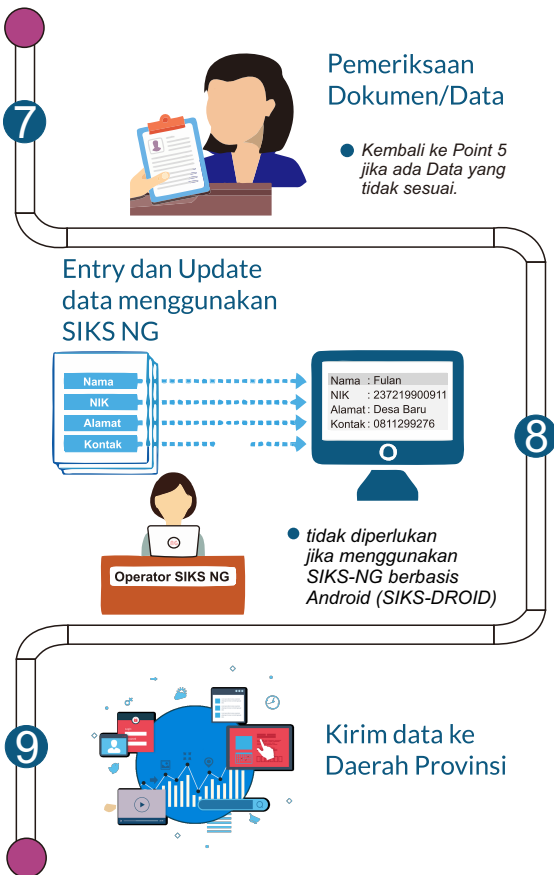 7
Pemeriksaan
Dokumen/Data
Kembali ke Point 5
jika ada Data yang
tidak sesuai.
Entry dan Update
data menggunakan
SIKS NG
Nama
NIK
Alamat
Kontak
Nama : Fulan
NIK : 237219900911
Alamat : Desa Baru
Kontak : 0811299276
8
Operator SIKS NG
tidak diperlukan
jika menggunakan
SIKS-NG berbasis
Android (SIKS-DROID)
9
Kirim data ke
Daerah Provinsi